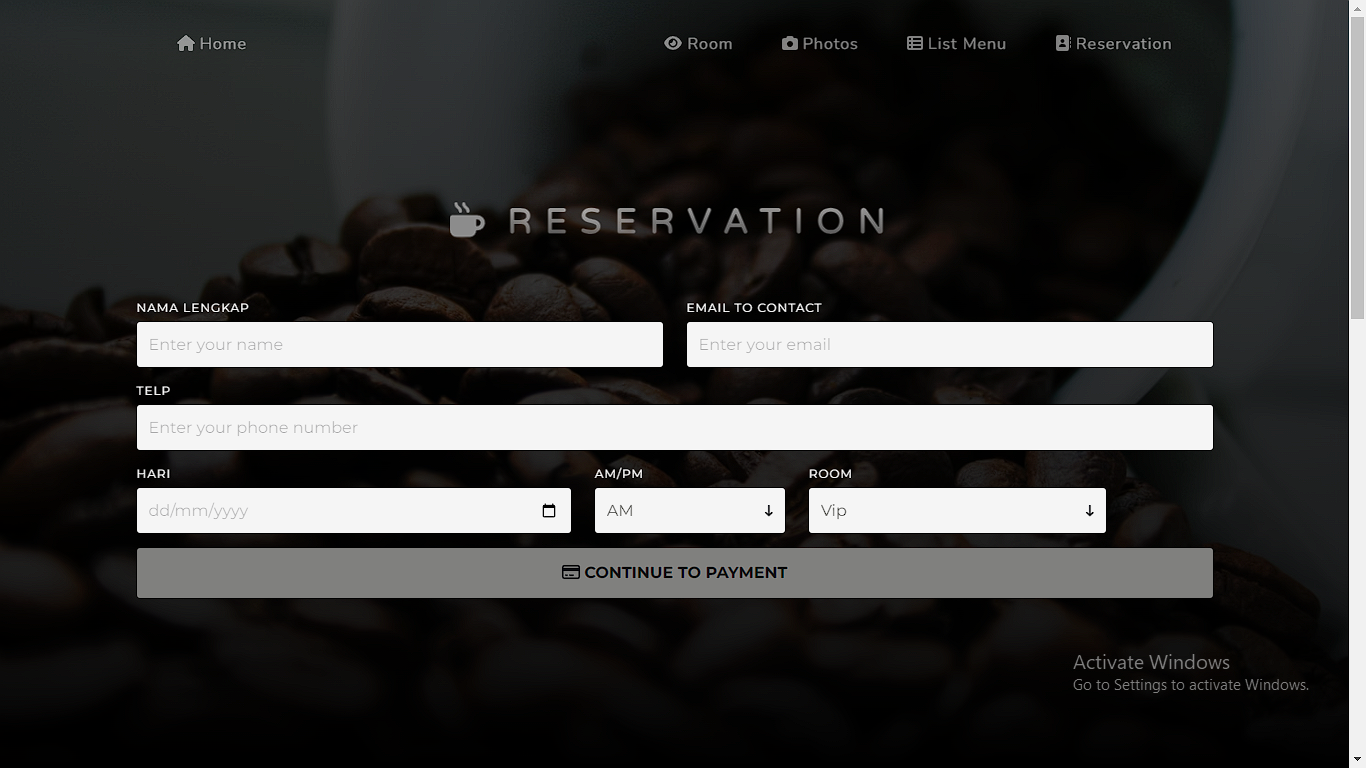 Home Room Photos List Menu Reservation
RESERVATION
NAMA LENGKAP EMAIL TO CONTACT
Enter your name Enter your email
TELP
Enter your phone number
HARI AM/PM ROOM
dd/mm/yyyy AM Vip
CONTINUE TO PAYMENT
Activate Windows
Go to Settings to activate Windows.